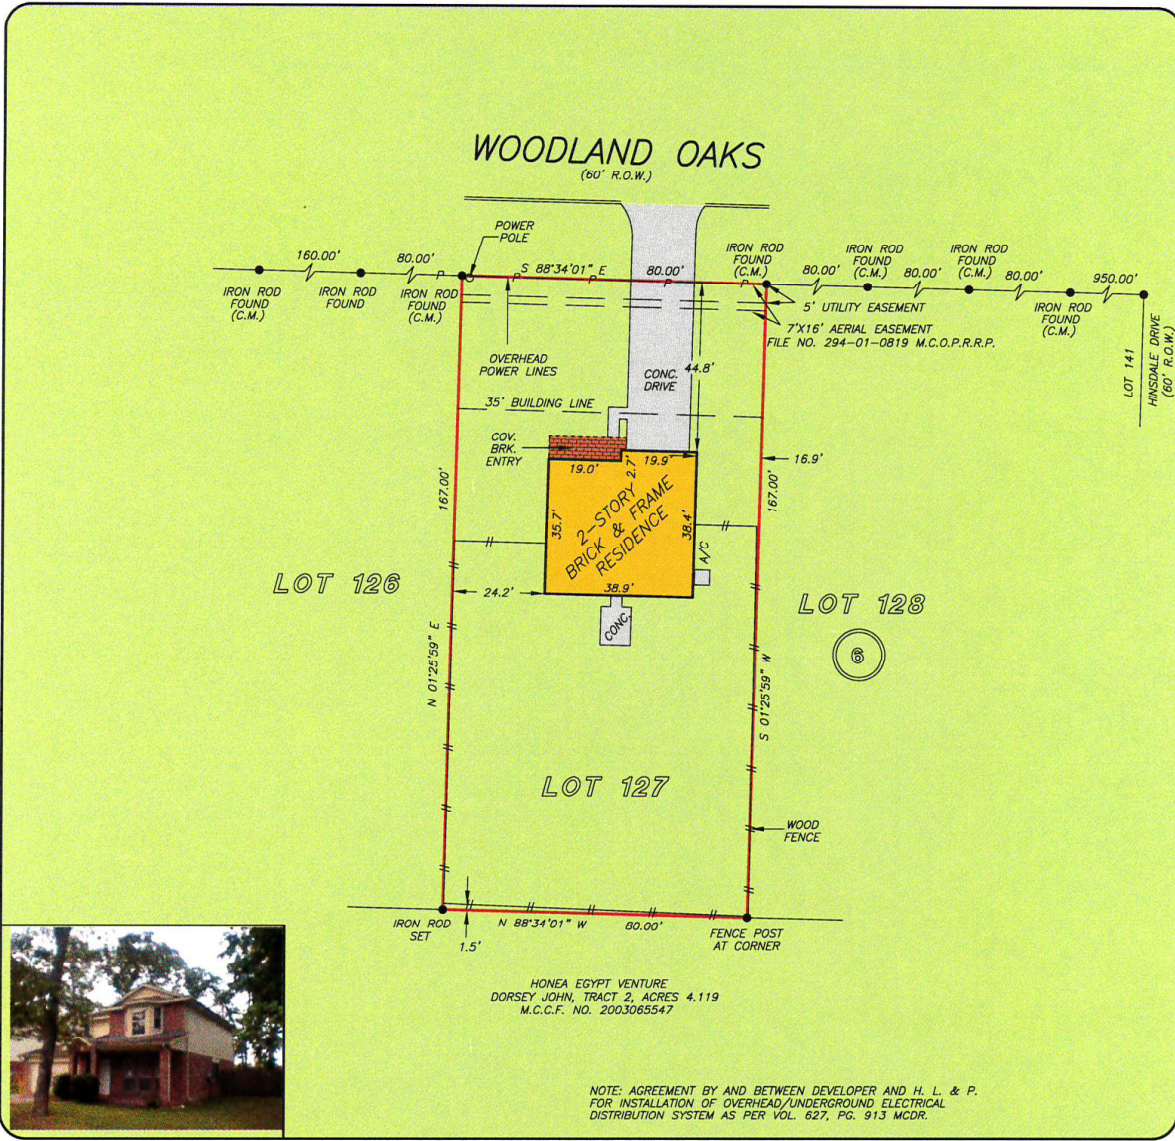 WOODLAND OAKS
(60' R.O.W.)
POWER
POLE
160.00'
80.00'
P
S 88°34'01" E
P
P
80.00'
P
P
IRON ROD
FOUND
(C.M.)
80.00'
IRON ROD
FOUND
(C.M.)
80.00'
IRON ROD
FOUND
(C.M.)
80.00'
950.00'
IRON ROD
FOUND
(C.M.)
IRON ROD
FOUND
IRON ROD
FOUND
(C.M.)
IRON ROD
FOUND
(C.M.)
5' UTILITY EASEMENT
7'X16' AERIAL EASEMENT
FILE NO. 294-01-0819 M.C.O.P.R.R.P.
LOT 141
HINSDALE DRIVE
(60' R.O.W.)
OVERHEAD
POWER LINES
CONC.
DRIVE
44.8'
35' BUILDING LINE
COV.
BRK.
ENTRY
19.0'
2.7'
19.9'
16.9'
167.00'
167.00'
35.7'
2-STORY
BRICK & FRAME
RESIDENCE
38.4'
A/C
38.9'
24.2'
CONC.
LOT 126
LOT 128
6
N 01°25'59" E
S 01°25'59" W
LOT 127
WOOD
FENCE
IRON ROD
SET
1.5'
N 88°34'01" W
80.00'
FENCE POST
AT CORNER
HONEA EGYPT VENTURE
DORSEY JOHN, TRACT 2, ACRES 4.119
M.C.C.F. NO. 2003065547
NOTE: AGREEMENT BY AND BETWEEN DEVELOPER AND H. L. & P.
FOR INSTALLATION OF OVERHEAD/UNDERGROUND ELECTRICAL
DISTRIBUTION SYSTEM AS PER VOL. 627, PG. 913 MCDR.